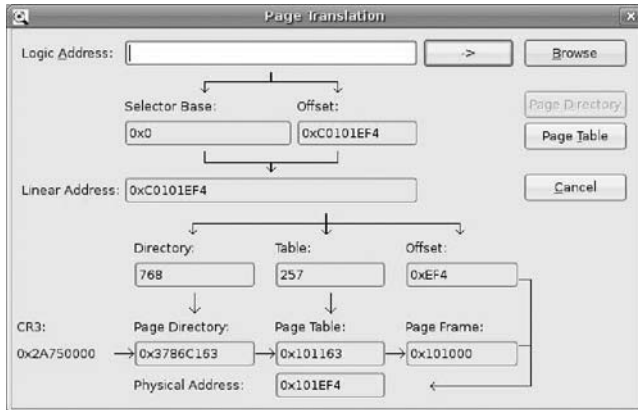 Page Translation
Logic Address: -> Browse
Selector Base: Offset: Page Directory
0x0 0xC0101EF4 Page Table
Linear Address: 0xC0101EF4 Cancel
Directory: Table: Offset:
768 257 0xEF4
CR3: Page Directory: Page Table: Page Frame:
0x2A750000 0x3786C163 0x101163 0x101000
Physical Address: 0x101EF4